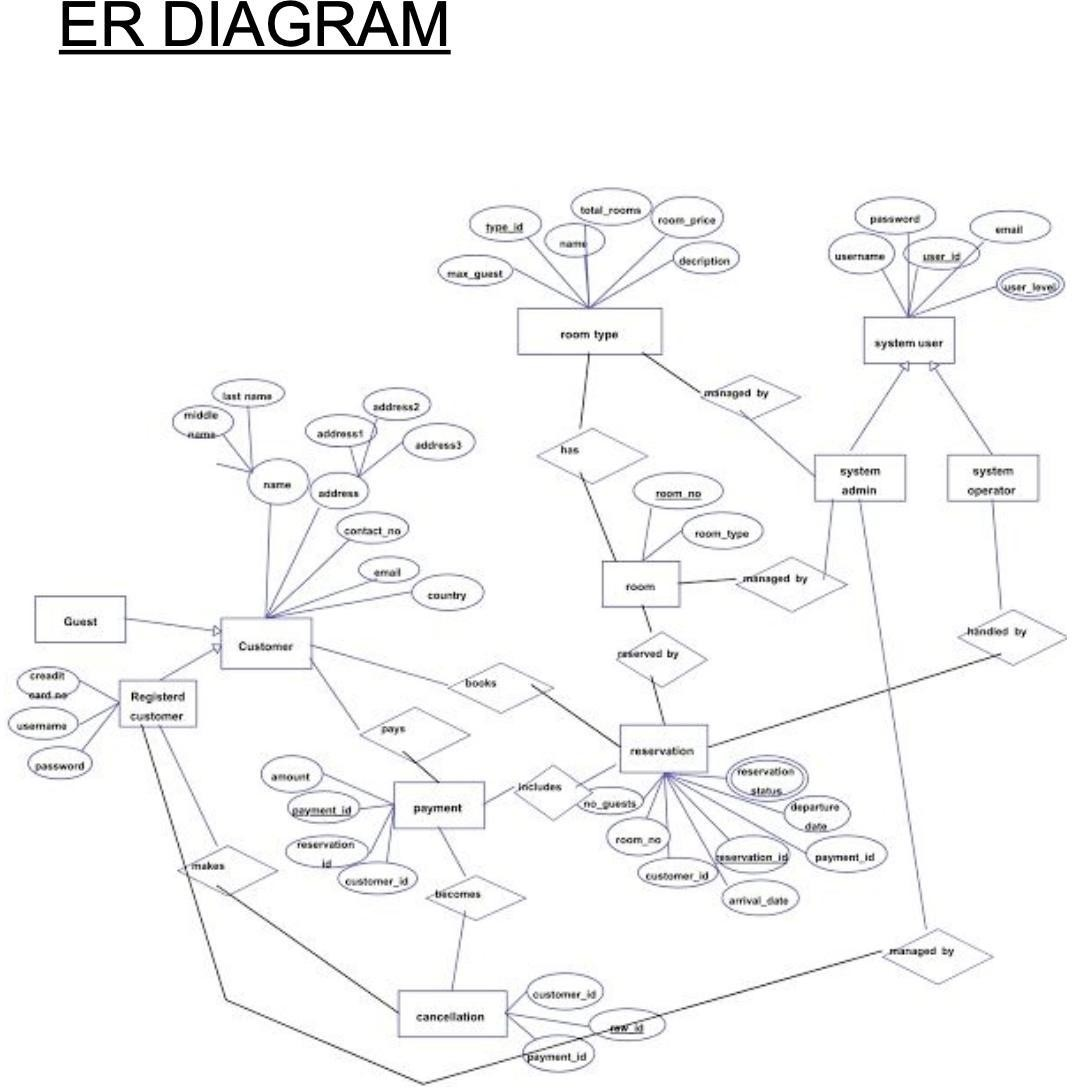 ER DIAGRAM
total_rooms
type_id
name
room_price
max_guest
decription
room type
password
username
user_id
email
user_level
system user
managed by
has
system
admin
system
operator
last name
middle
name
name
address1
address2
address3
address
contact_no
email
country
room_no
room_type
room
managed by
Guest
Customer
handled by
reserved by
creadit
card no
username
password
Registerd
customer
books
pays
reservation
includes
amount
payment_id
reservation
id
customer_id
payment
no_guests
room_no
customer_id
reservation_id
arrival_date
payment_id
departure
date
reservation
status
makes
becomes
managed by
cancellation
customer_id
payment_id